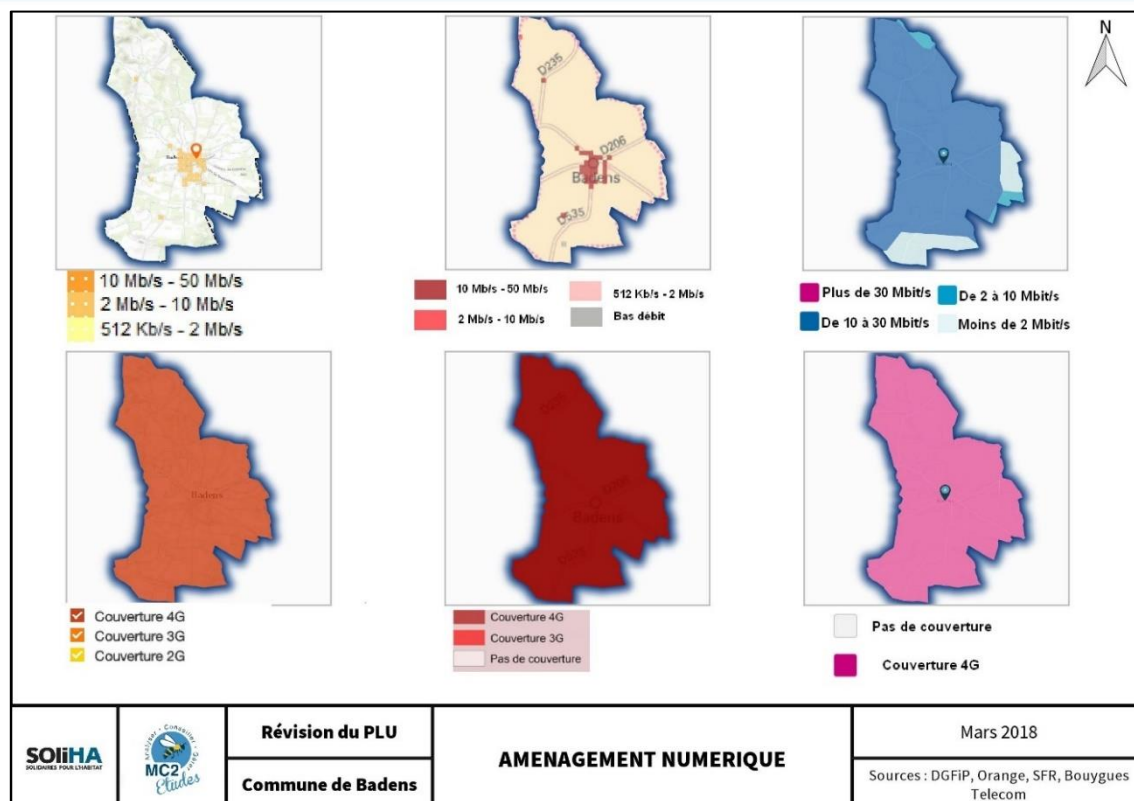 N
D235
D206
Badens
D535
10 Mb/s - 50 Mb/s
2 Mb/s - 10 Mb/s
512 Kb/s - 2 Mb/s
10 Mb/s - 50 Mb/s
512 Kb/s - 2 Mb/s
2 Mb/s - 10 Mb/s
Bas débit
Plus de 30 Mbit/s
De 2 à 10 Mbit/s
De 10 à 30 Mbit/s
Moins de 2 Mbit/s
Badens
Badens
Couverture 4G
Couverture 3G
Couverture 2G
Couverture 4G
Couverture 3G
Pas de couverture
Pas de couverture
Couverture 4G
SOliHA
SOLIDAIRES POUR L'HABITAT
Analyser - Conseiller - Gérer
MC2
Études
Révision du PLU
Commune de Badens
AMENAGEMENT NUMERIQUE
Mars 2018
Sources : DGFiP, Orange, SFR, Bouygues
Telecom